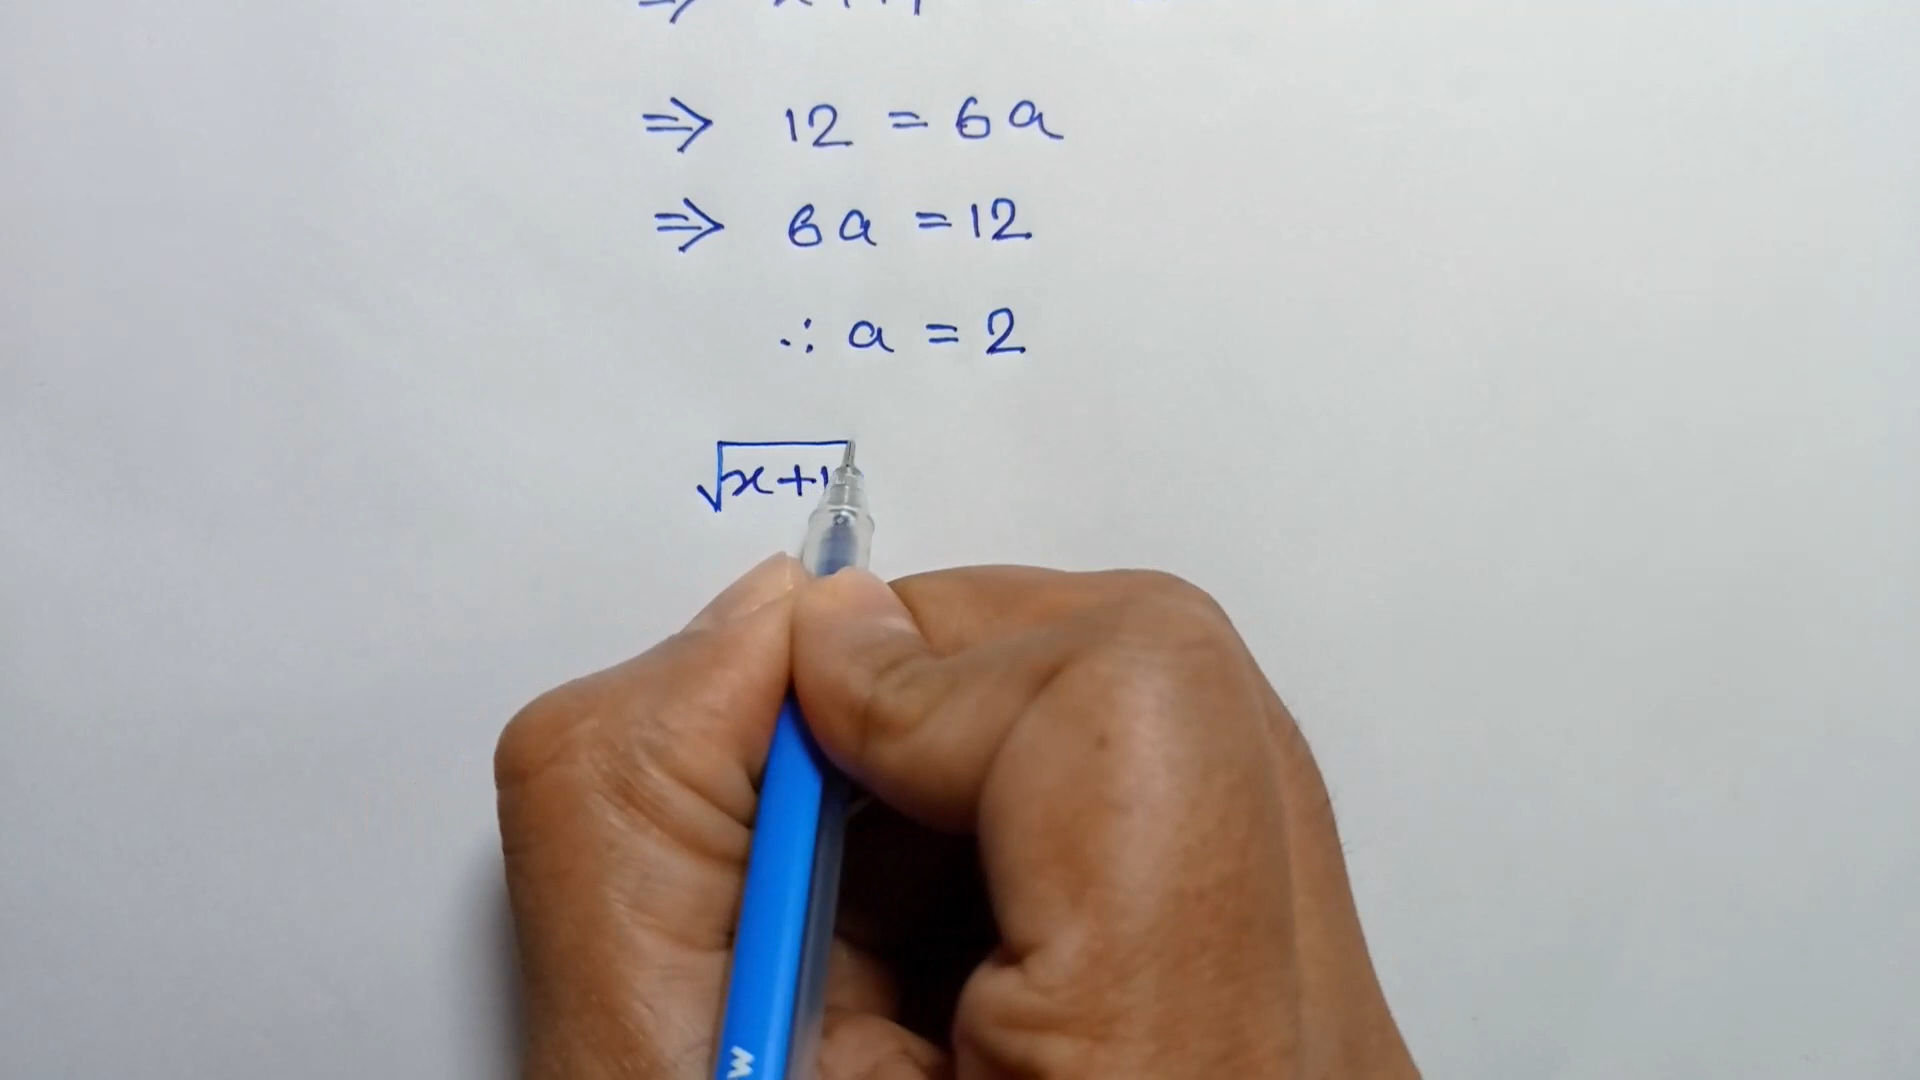 ⇒ 12 = 6a
⇒ 6a = 12
∴ a = 2
√x+1
W